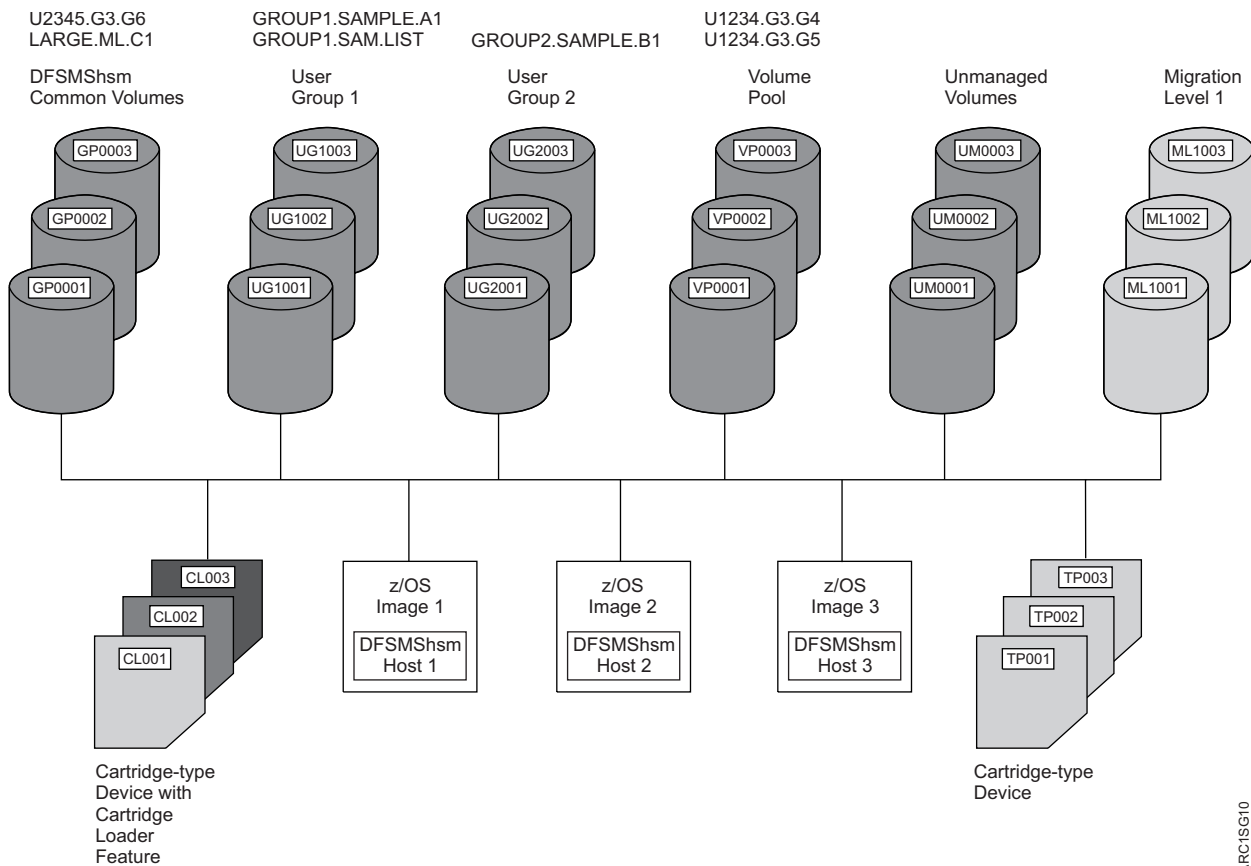 U2345.G3.G6
LARGE.ML.C1
GROUP1.SAMPLE.A1
GROUP1.SAM.LIST
GROUP2.SAMPLE.B1
U1234.G3.G4
U1234.G3.G5
DFSMShsm
Common Volumes
User
Group 1
User
Group 2
Volume
Pool
Unmanaged
Volumes
Migration
Level 1
GP0003
GP0002
GP0001
UG1003
UG1002
UG1001
UG2003
UG2002
UG2001
VP0003
VP0002
VP0001
UM0003
UM0002
UM0001
ML1003
ML1002
ML1001
CL003
CL002
CL001
Cartridge-type
Device with
Cartridge
Loader
Feature
z/OS
Image 1
DFSMShsm
Host 1
z/OS
Image 2
DFSMShsm
Host 2
z/OS
Image 3
DFSMShsm
Host 3
TP003
TP002
TP001
Cartridge-type
Device
ARC1SG10